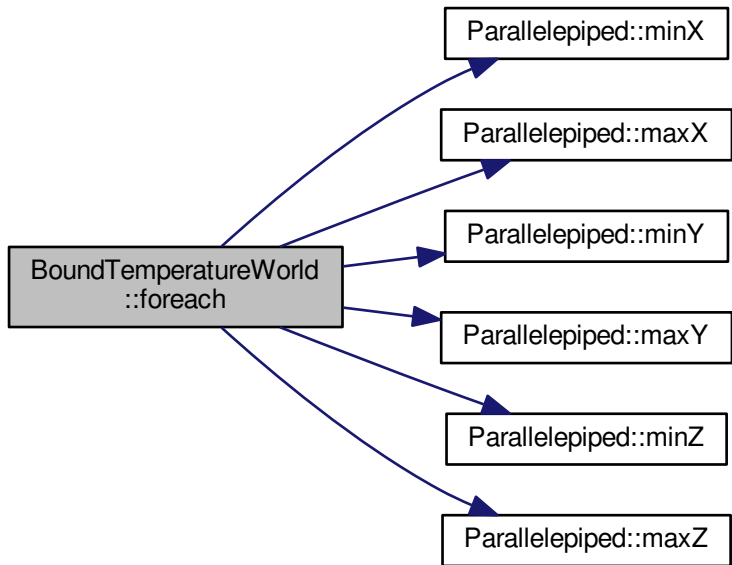 Parallelepiped::minX
Parallelepiped::maxX
Parallelepiped::minY
BoundTemperatureWorld
::foreach
Parallelepiped::maxY
Parallelepiped::minZ
Parallelepiped::maxZ